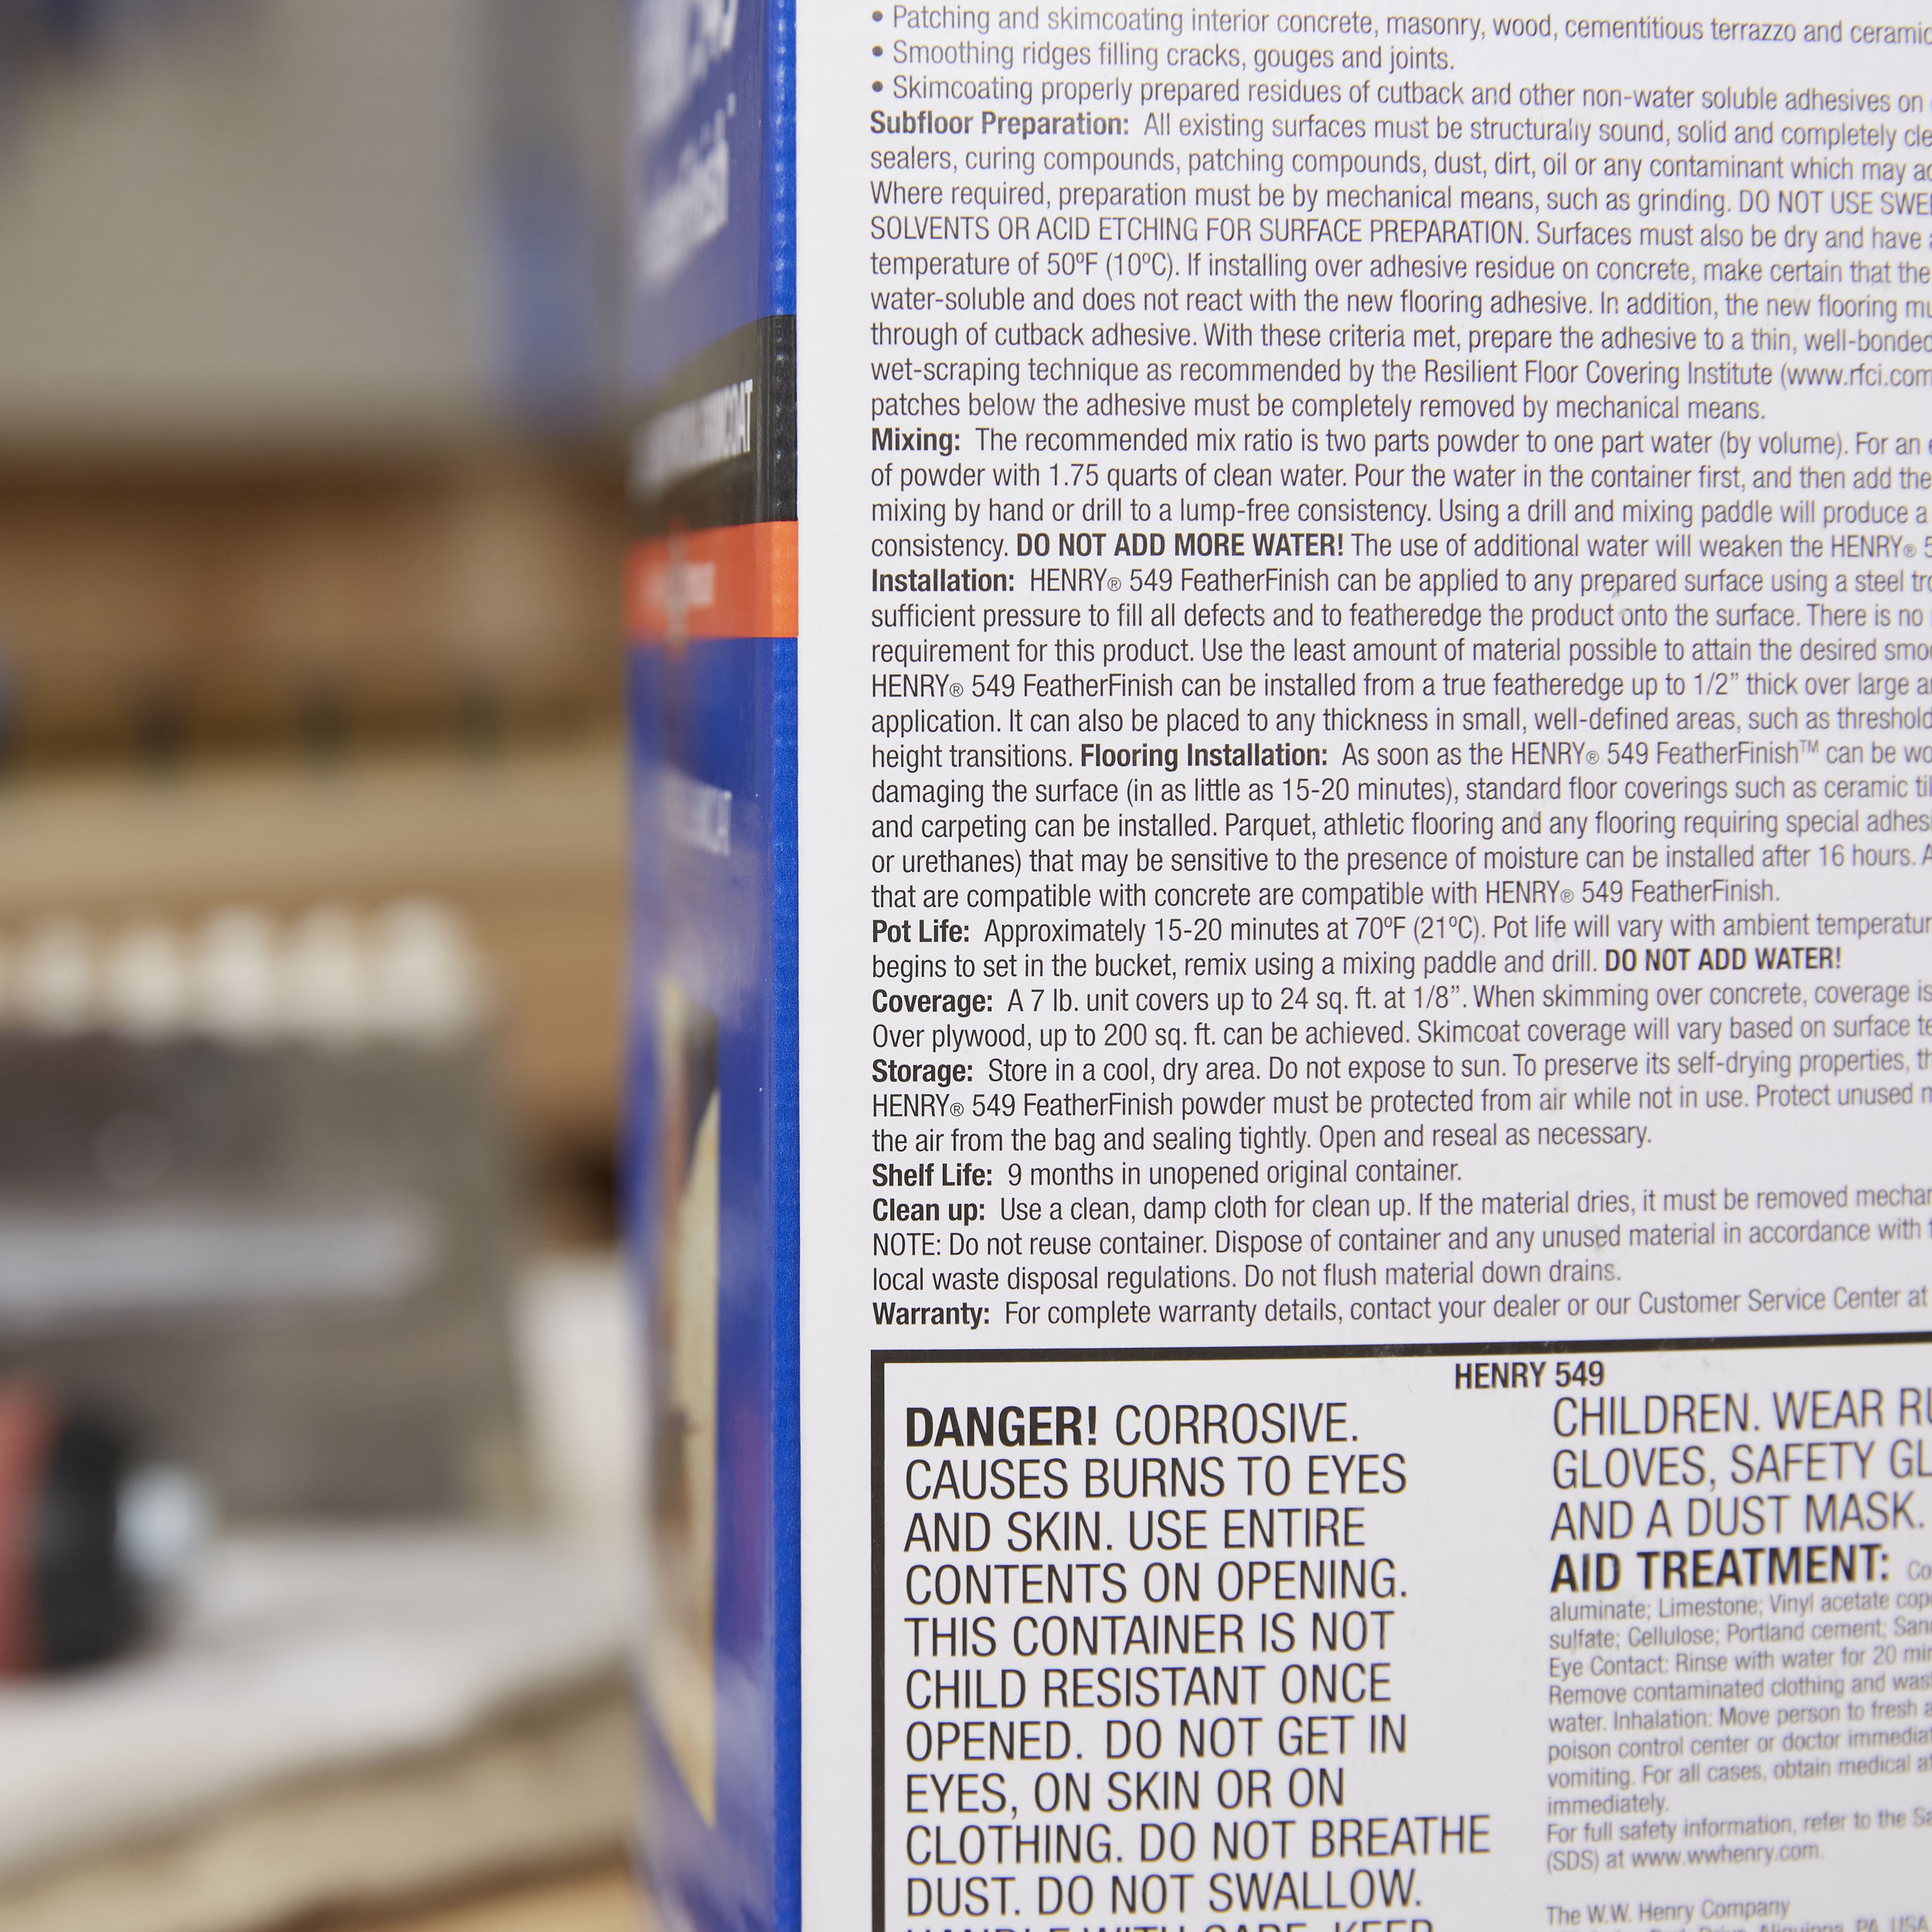 • Patching and skimcoating interior concrete, masonry, wood, cementitious terrazzo and ceramic
• Smoothing ridges filling cracks, gouges and joints.
• Skimcoating properly prepared residues of cutback and other non-water soluble adhesives on
Subfloor Preparation: All existing surfaces must be structurally sound, solid and completely
sealers, curing compounds, patching compounds, dust, dirt, oil or any contaminant which may
Where required, preparation must be by mechanical means, such as grinding. DO NOT USE
SOLVENTS OR ACID ETCHING FOR SURFACE PREPARATION. Surfaces must also be dry and have
temperature of 50ºF (10ºC). If installing over adhesive residue on concrete, make certain that the
water-soluble and does not react with the new flooring adhesive. In addition, the new flooring
through of cutback adhesive. With these criteria met, prepare the adhesive to a thin, well-bonded
wet-scraping technique as recommended by the Resilient Floor Covering Institute (www.rfci.com
patches below the adhesive must be completely removed by mechanical means.
Mixing: The recommended mix ratio is two parts powder to one part water (by volume). For an
of powder with 1.75 quarts of clean water. Pour the water in the container first, and then add the
mixing by hand or drill to a lump-free consistency. Using a drill and mixing paddle will produce a
consistency. DO NOT ADD MORE WATER! The use of additional water will weaken the HENRY® 5
Installation: HENRY® 549 FeatherFinish can be applied to any prepared surface using a steel
sufficient pressure to fill all defects and to featheredge the product onto the surface. There is no
requirement for this product. Use the least amount of material possible to attain the desired
HENRY® 549 FeatherFinish can be installed from a true featheredge up to 1/2” thick over large
application. It can also be placed to any thickness in small, well-defined areas, such as threshold
height transitions. Flooring Installation: As soon as the HENRY® 549 FeatherFinish™ can be
damaging the surface (in as little as 15-20 minutes), standard floor coverings such as ceramic
and carpeting can be installed. Parquet, athletic flooring and any flooring requiring special
or urethanes) that may be sensitive to the presence of moisture can be installed after 16 hours.
that are compatible with concrete are compatible with HENRY® 549 FeatherFinish.
Pot Life: Approximately 15-20 minutes at 70ºF (21ºC). Pot life will vary with ambient
begins to set in the bucket, remix using a mixing paddle and drill. DO NOT ADD WATER!
Coverage: A 7 lb. unit covers up to 24 sq. ft. at 1/8”. When skimming over concrete, coverage is
Over plywood, up to 200 sq. ft. can be achieved. Skimcoat coverage will vary based on surface
Storage: Store in a cool, dry area. Do not expose to sun. To preserve its self-drying properties,
HENRY® 549 FeatherFinish powder must be protected from air while not in use. Protect unused
the air from the bag and sealing tightly. Open and reseal as necessary.
Shelf Life: 9 months in unopened original container.
Clean up: Use a clean, damp cloth for clean up. If the material dries, it must be removed
NOTE: Do not reuse container. Dispose of container and any unused material in accordance with
local waste disposal regulations. Do not flush material down drains.
Warranty: For complete warranty details, contact your dealer or our Customer Service Center at
HENRY 549
DANGER! CORROSIVE.
CAUSES BURNS TO EYES
AND SKIN. USE ENTIRE
CONTENTS ON OPENING.
THIS CONTAINER IS NOT
CHILD RESISTANT ONCE
OPENED. DO NOT GET IN
EYES, ON SKIN OR ON
CLOTHING. DO NOT BREATHE
DUST. DO NOT SWALLOW.
HANDLE WITH CARE. KEEP
CHILDREN. WEAR
GLOVES, SAFETY
AND A DUST MASK.
AID TREATMENT:
aluminate; Limestone; Vinyl acetate
sulfate; Cellulose; Portland cement;
Eye Contact: Rinse with water for 20
Remove contaminated clothing and
water. Inhalation: Move person to fresh
poison control center or doctor
vomiting. For all cases, obtain medical
immediately.
For full safety information, refer to the
(SDS) at www.wwhenry.com.
The W.W. Henry Company
PA, USA